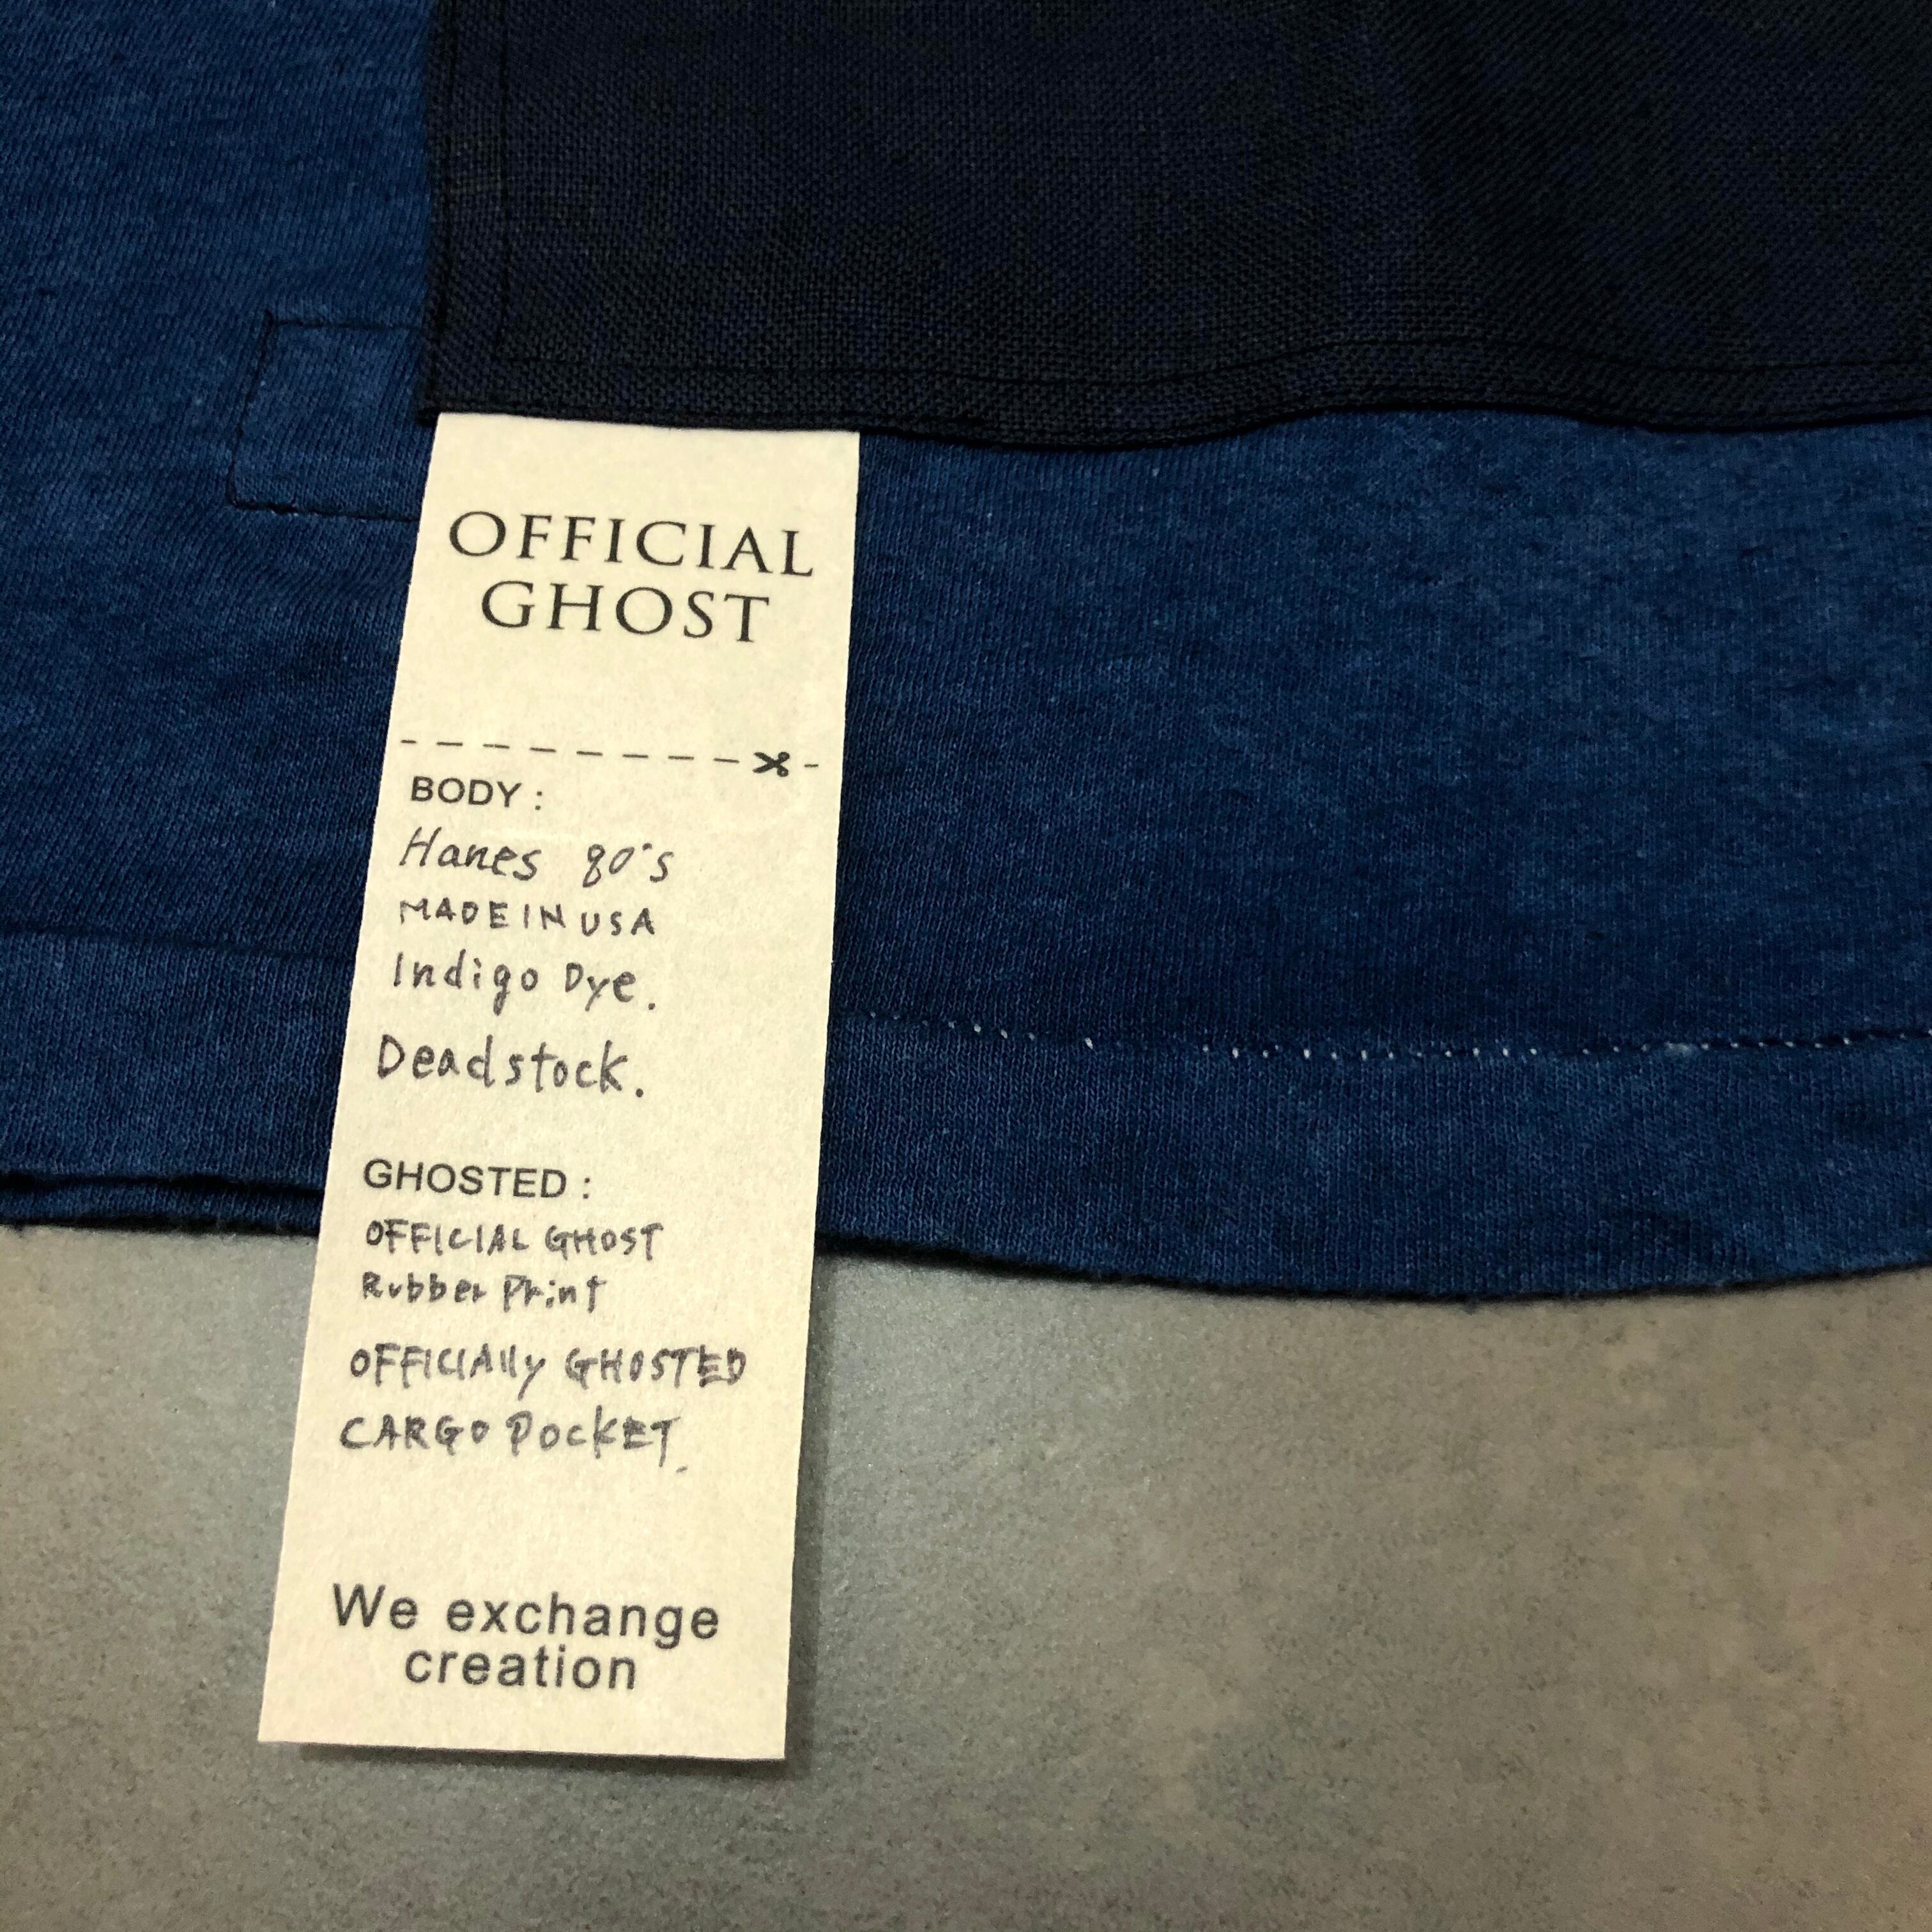 OFFICIAL
GHOST
BODY :
Hanes 80's
MADE IN USA
Indigo Dye.
Deadstock.
GHOSTED :
OFFICIAL GHOST
Rubber Print
OFFICIAlly GHOSTED
CARGO POCKET.
We exchange
creation